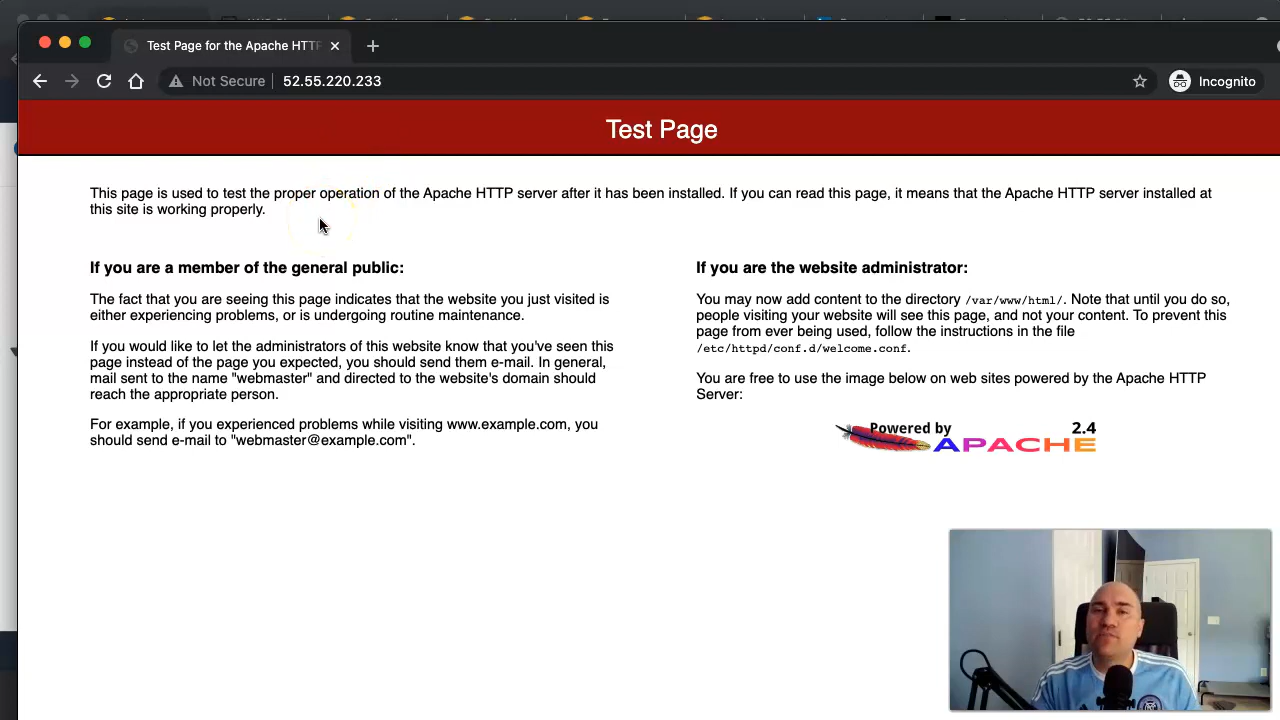 Test Page for the Apache HTTP
Not Secure
52.55.220.233
Incognito
Test Page
This page is used to test the proper operation of the Apache HTTP server after it has been installed. If you can read this page, it means that the Apache HTTP server installed at
this site is working properly.
If you are a member of the general public:
The fact that you are seeing this page indicates that the website you just visited is
either experiencing problems, or is undergoing routine maintenance.
If you would like to let the administrators of this website know that you've seen this
page instead of the page you expected, you should send them e-mail. In general,
mail sent to the name "webmaster" and directed to the website's domain should
reach the appropriate person.
For example, if you experienced problems while visiting www.example.com, you
should send e-mail to "webmaster@example.com".
If you are the website administrator:
You may now add content to the directory /var/www/html/. Note that until you do so,
people visiting your website will see this page, and not your content. To prevent this
page from ever being used, follow the instructions in the file
/etc/httpd/conf.d/welcome.conf.
You are free to use the image below on web sites powered by the Apache HTTP
Server:
Powered by 2.4
APACHE